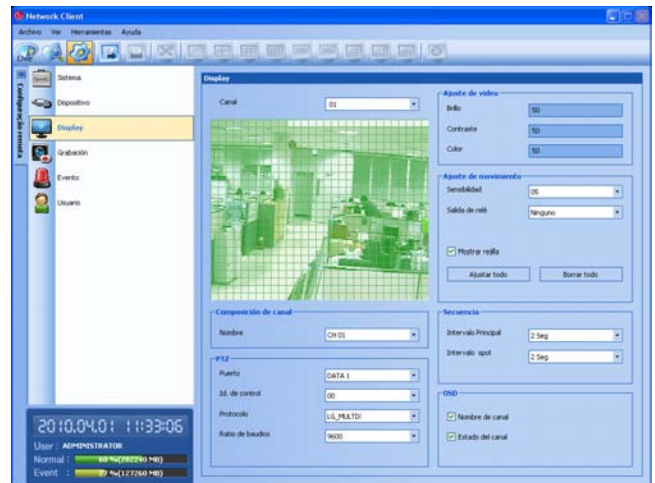 Network Client
Archivo Ver Herramientas Ayuda
Live
Configuração remota
Sistema
Dispositivo
Display
Grabación
Evento
Usuario
Display
Canal
01
Composición de canal
Nombre
CH 01
PTZ
Puerto
DATA 1
Id. de control
00
Protocolo
LG_MULTIX
Ratio de baudios
9600
Ajuste de video
Brillo
50
Contraste
50
Color
50
Ajuste de movimiento
Sensibilidad
05
Salida de relé
Ninguno
Mostrar rejilla
Ajustar todo
Borrar todo
Secuencia
Intervalo Principal
2 Seg
Intervalo spot
2 Seg
OSD
Nombre de canal
Estado del canal
2010.04.01 11:33:06
User : ADMINISTRATOR
Normal :
Event :